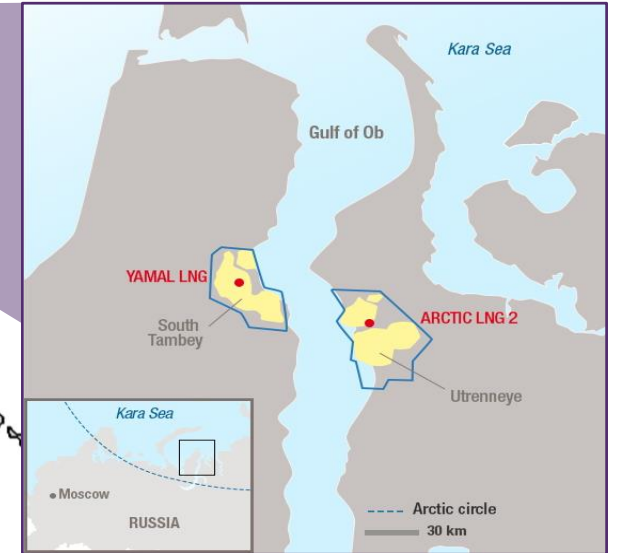 Kara Sea
Gulf of Ob
YAMAL LNG
South
Tambey
ARCTIC LNG 2
Utrenneye
Kara Sea
Moscow
RUSSIA
Arctic circle
30 km